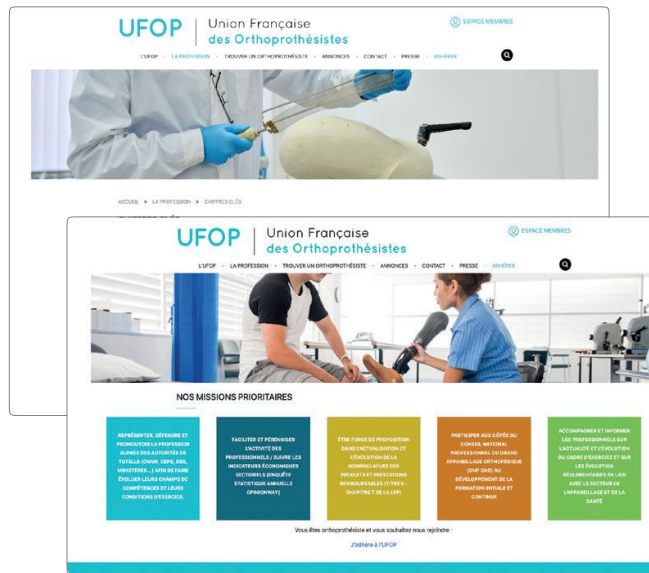 UFOP
Union Française
des Orthoprothésistes
ESPACE MEMBRES
L'UFOP - LA PROFESSION - TROUVER UN ORTHOPROTHÉSISTE - ANNONCES - CONTACT - PRESSE - ADHÉRER
ACCUEIL > LA PROFESSION > CHIFFRES CLÉS
UFOP
Union Française
des Orthoprothésistes
ESPACE MEMBRES
L'UFOP - LA PROFESSION - TROUVER UN ORTHOPROTHÉSISTE - ANNONCES - CONTACT - PRESSE - ADHÉRER
NOS MISSIONS PRIORITAIRES
REPRÉSENTER, DÉFENDRE ET
PROMOUVOIR LA PROFESSION
AUPRÈS DES AUTORITÉS DE
TUTELLE (CNAM, CEPS, DSS,
MINISTÈRES...) AFIN DE FAIRE
ÉVOLUER LEURS CHAMPS DE
COMPÉTENCES ET LEURS
CONDITIONS D'EXERCICE.
FACILITER ET PÉRENNISER
L'ACTIVITÉ DES
PROFESSIONNELS / SUIVRE LES
INDICATEURS ÉCONOMIQUES
SECTORIELS (ENQUÊTE
STATISTIQUE ANNUELLE
OPINIONWAY)
ÊTRE FORCE DE PROPOSITION
DANS L'ACTUALISATION ET
L'ÉVOLUTION DE LA
NOMENCLATURE DES
PRODUITS ET PRESTATIONS
REMBOURSABLES (TITRE II -
CHAPITRE 7 DE LA LPP)
PARTICIPER AUX CÔTÉS DU
CONSEIL NATIONAL
PROFESSIONNEL DU GRAND
APPAREILLAGE ORTHOPÉDIQUE
(CNP GAO) AU
DÉVELOPPEMENT DE LA
FORMATION INITIALE ET
CONTINUE
ACCOMPAGNER ET INFORMER
LES PROFESSIONNELS SUR
L'ACTUALITÉ ET L'ÉVOLUTION
DU CADRE D'EXERCICE ET SUR
LES ÉVOLUTION
RÉGLEMENTAIRES EN LIEN
AVEC LE SECTEUR DE
L'APPAREILLAGE ET DE LA
SANTÉ
Vous êtes orthoprothésiste et vous souhaitez nous rejoindre :
J'adhère à l'UFOP